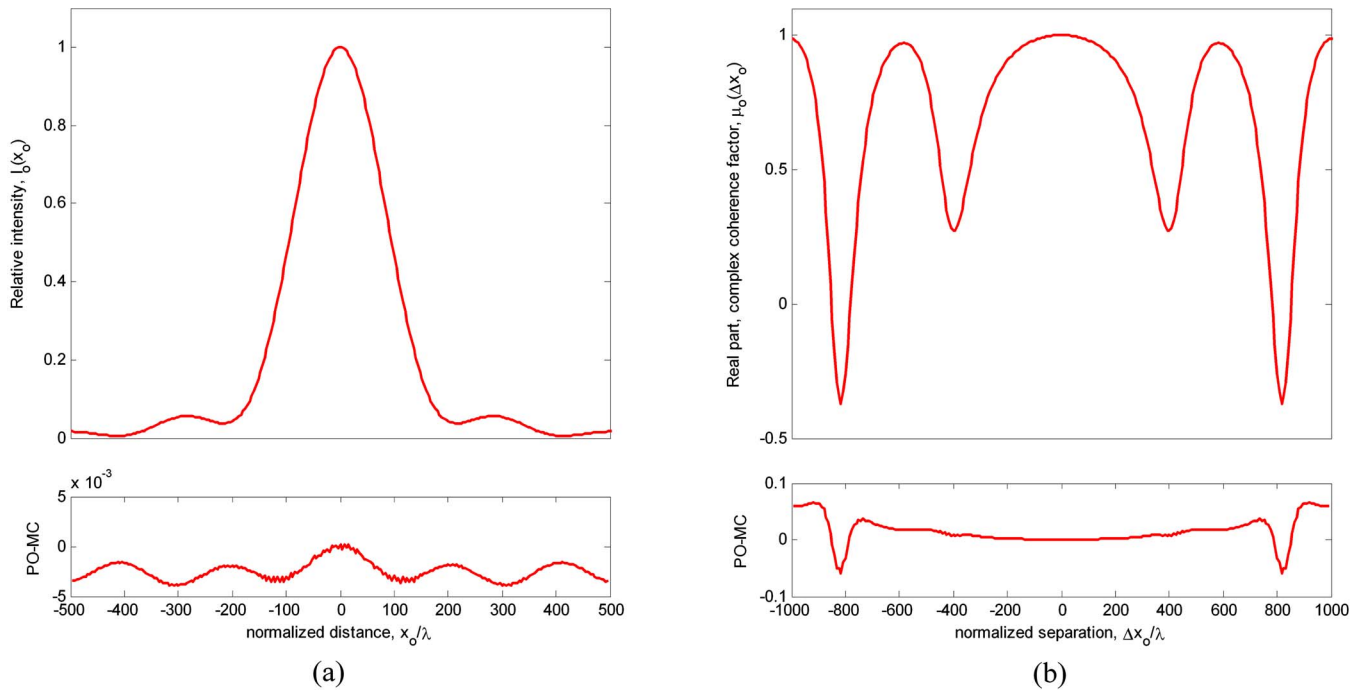 Relative intensity, I_o(x_o)
1
0.8
0.6
0.4
0.2
0
x 10^-3
PO-MC
5
0
-5
-500 -400 -300 -200 -100 0 100 200 300 400 500
normalized distance, x_o/λ
(a)
Real part, complex coherence factor, μ_o(Δx_o)
1
0.5
0
-0.5
PO-MC
0.1
0
-0.1
-1000 -800 -600 -400 -200 0 200 400 600 800 1000
normalized separation, Δx_o/λ
(b)